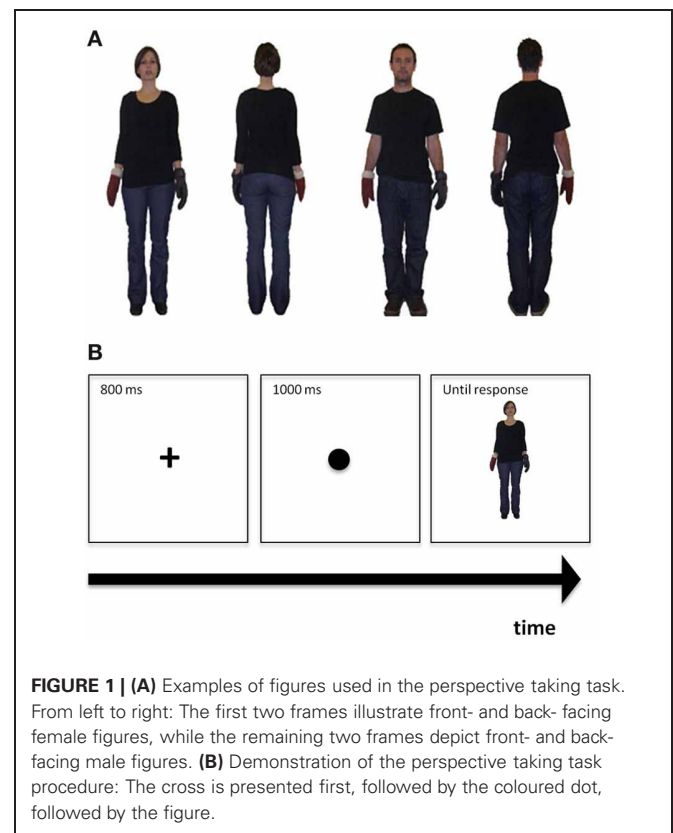 A
B
800 ms
1000 ms
Until response
time
FIGURE 1 | (A) Examples of figures used in the perspective taking task.
From left to right: The first two frames illustrate front- and back- facing
female figures, while the remaining two frames depict front- and back-
facing male figures. (B) Demonstration of the perspective taking task
procedure: The cross is presented first, followed by the coloured dot,
followed by the figure.